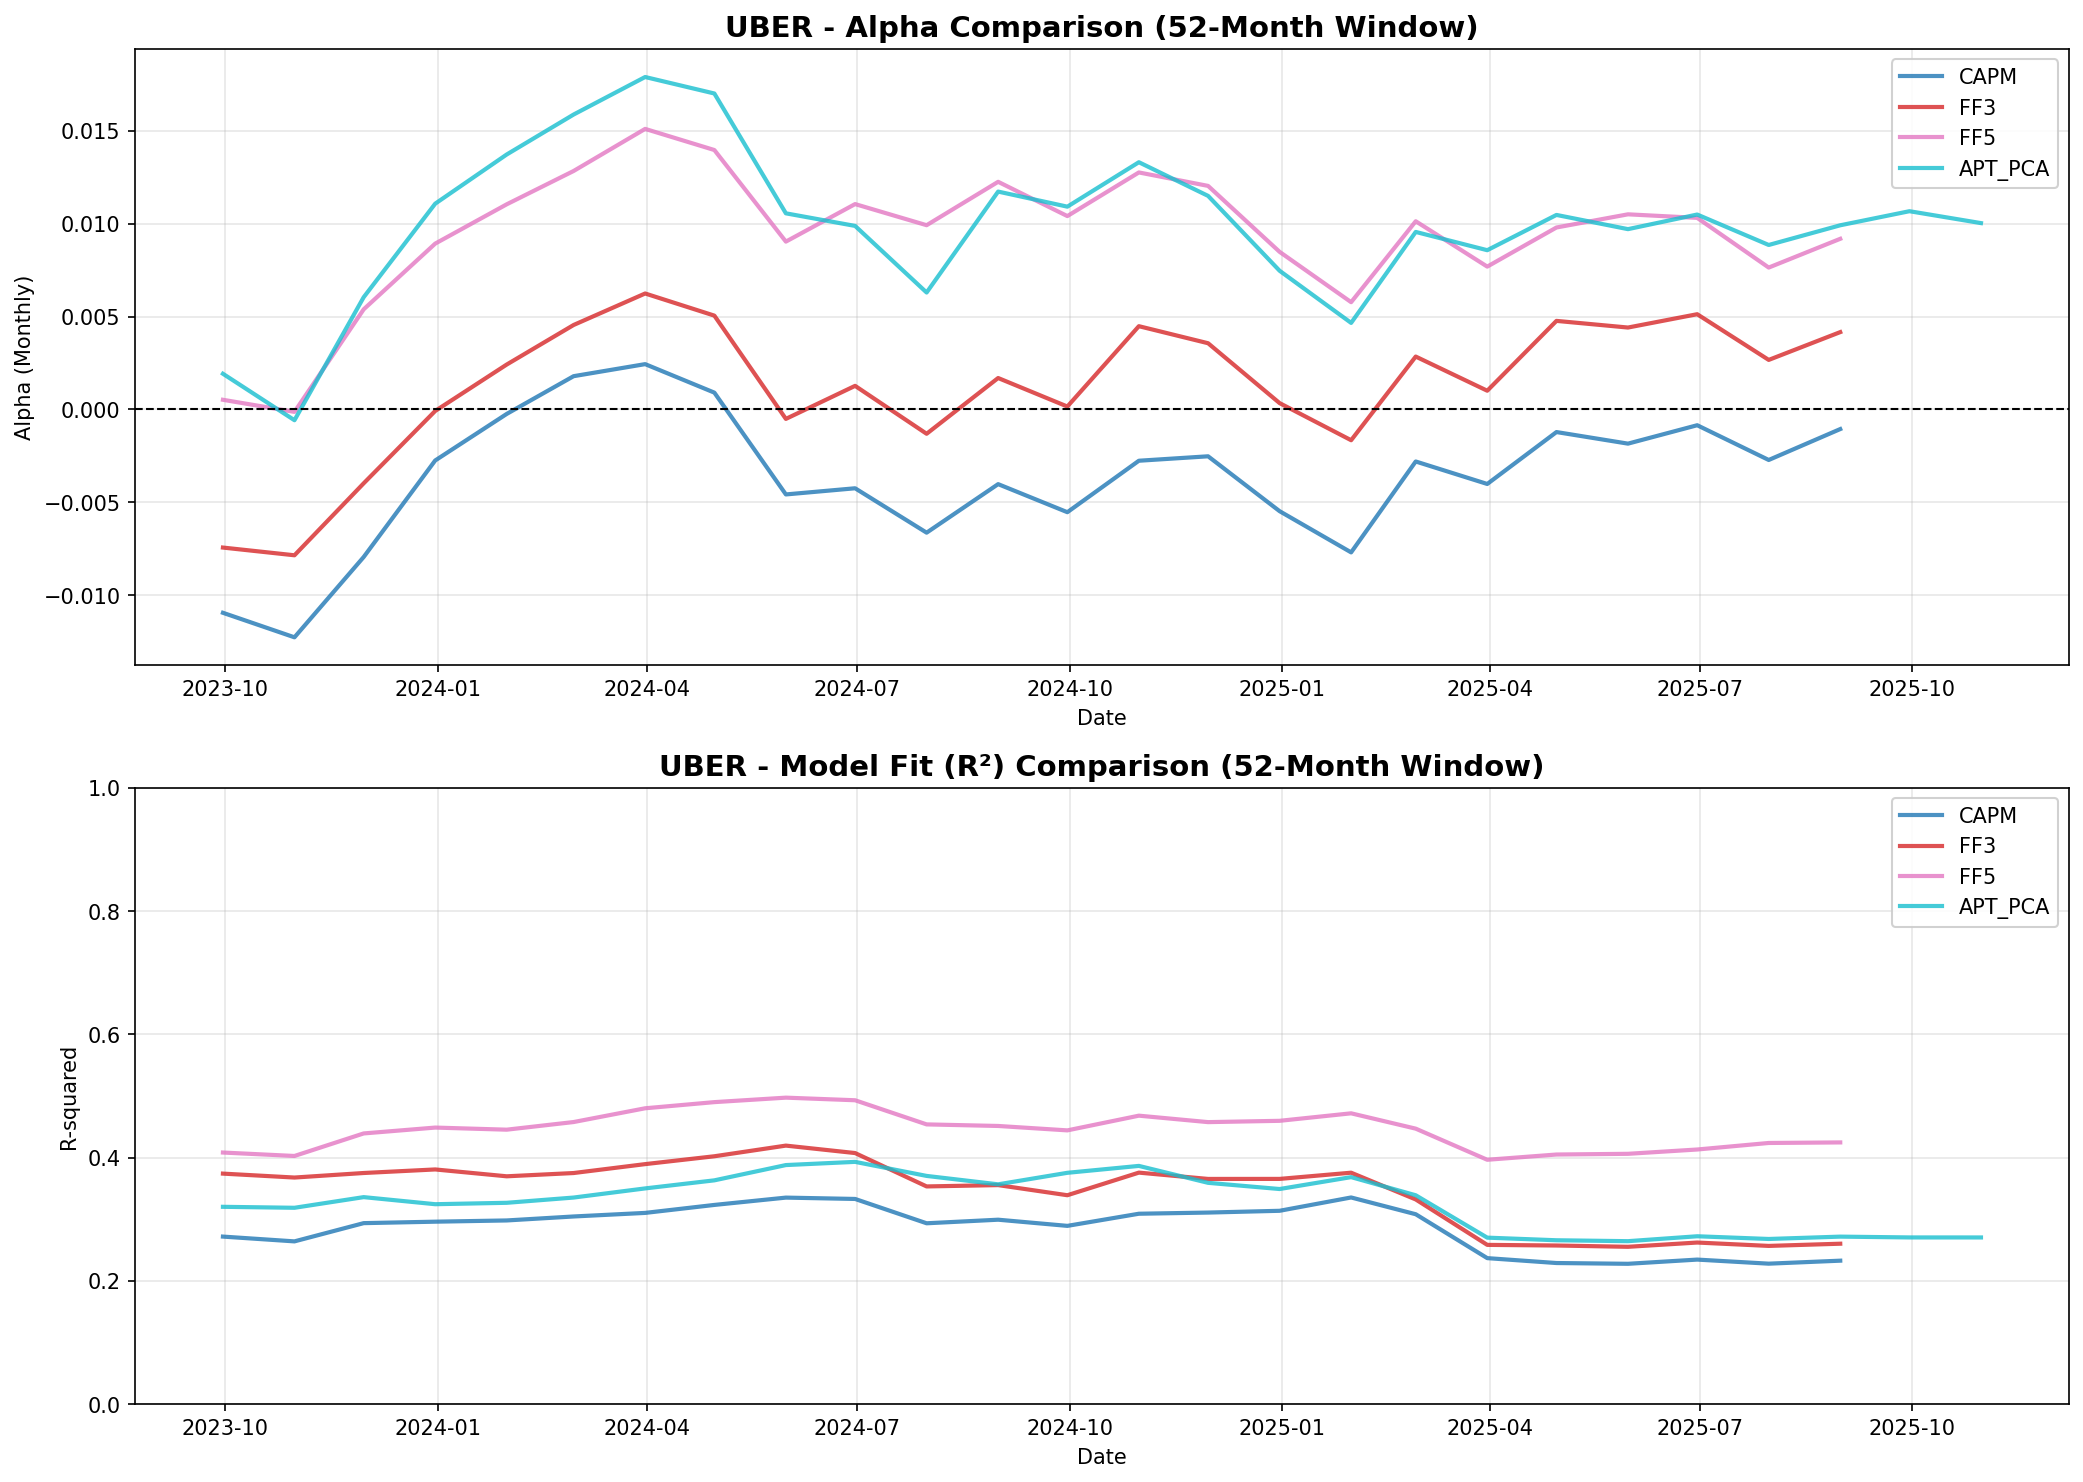 UBER - Alpha Comparison (52-Month Window)
CAPM
FF3
FF5
APT_PCA
Alpha (Monthly)
0.015
0.010
0.005
0.000
−0.005
−0.010
2023-10 2024-01 2024-04 2024-07 2024-10 2025-01 2025-04 2025-07 2025-10
Date
UBER - Model Fit (R²) Comparison (52-Month Window)
CAPM
FF3
FF5
APT_PCA
R-squared
1.0
0.8
0.6
0.4
0.2
0.0
2023-10 2024-01 2024-04 2024-07 2024-10 2025-01 2025-04 2025-07 2025-10
Date